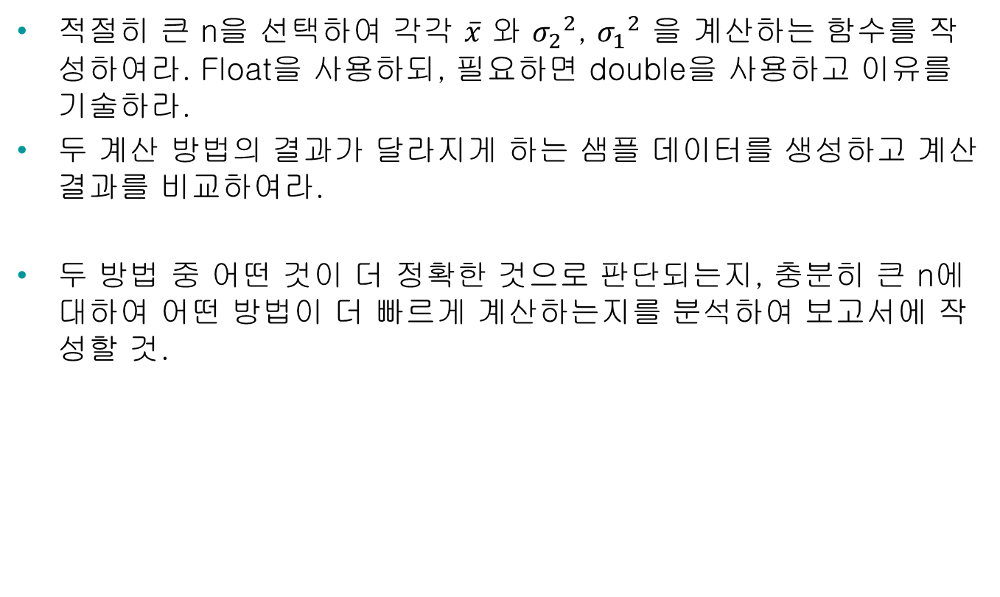 • 적절히 큰 n을 선택하여 각각 x̄ 와 σ₂², σ₁² 을 계산하는 함수를 작
성하여라. Float을 사용하되, 필요하면 double을 사용하고 이유를
기술하라.
• 두 계산 방법의 결과가 달라지게 하는 샘플 데이터를 생성하고 계산
결과를 비교하여라.
• 두 방법 중 어떤 것이 더 정확한 것으로 판단되는지, 충분히 큰 n에
대하여 어떤 방법이 더 빠르게 계산하는지를 분석하여 보고서에 작
성할 것.